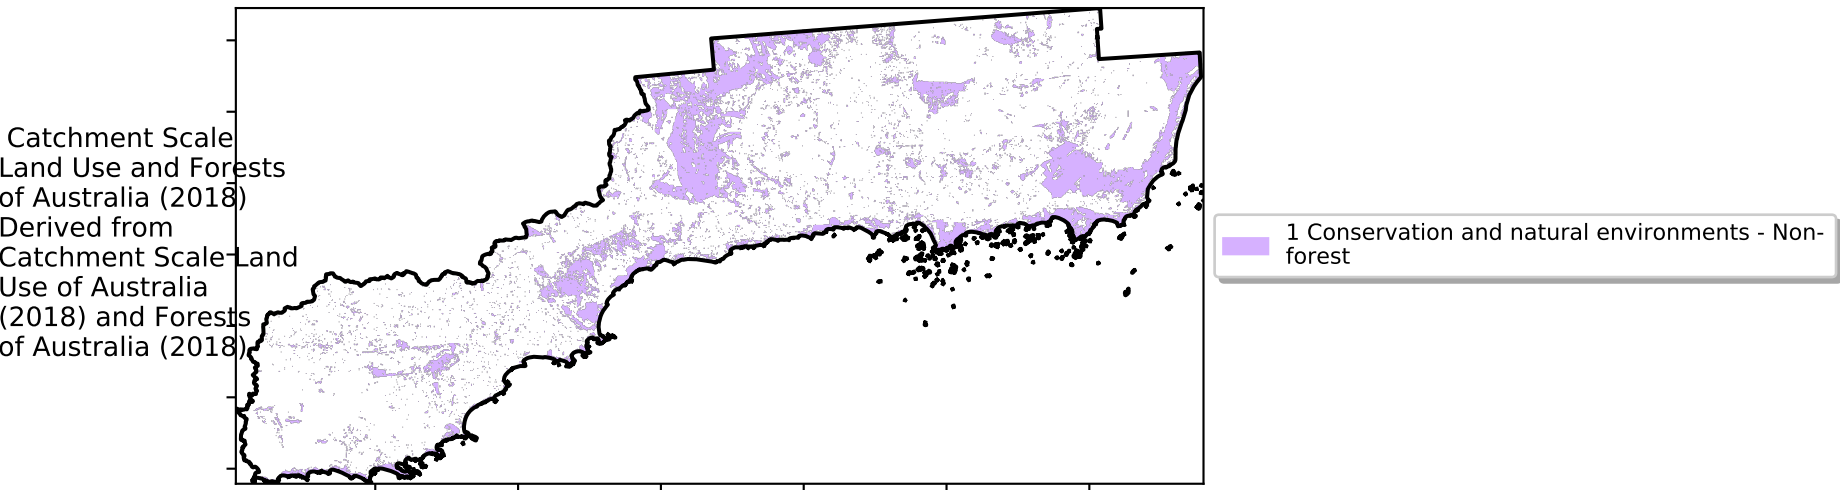 Catchment Scale
Land Use and Forests
of Australia (2018)
Derived from
Catchment Scale Land
Use of Australia
(2018) and Forests
of Australia (2018)
1 Conservation and natural environments - Non-
forest